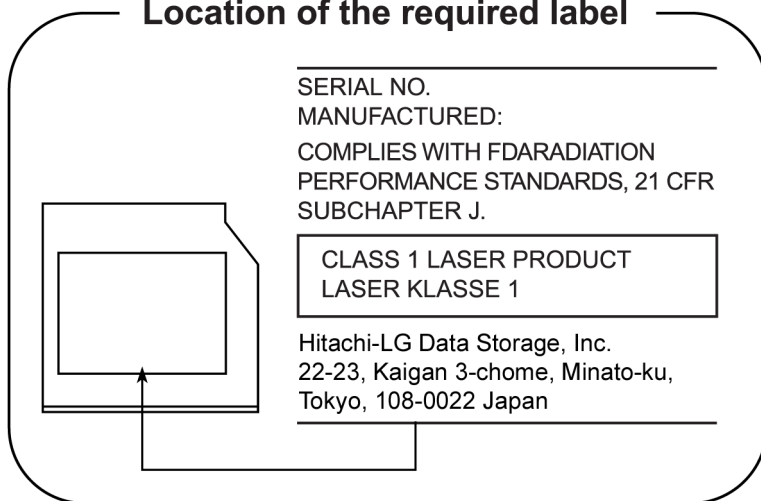 Location of the required label
SERIAL NO.
MANUFACTURED:
COMPLIES WITH FDARADIATION
PERFORMANCE STANDARDS, 21 CFR
SUBCHAPTER J.
CLASS 1 LASER PRODUCT
LASER KLASSE 1
Hitachi-LG Data Storage, Inc.
22-23, Kaigan 3-chome, Minato-ku,
Tokyo, 108-0022 Japan